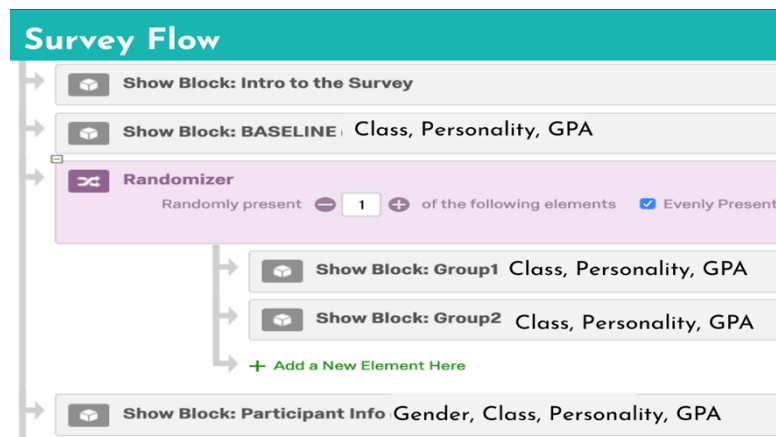 Survey Flow
Show Block: Intro to the Survey
Show Block: BASELINE Class, Personality, GPA
Randomizer
Randomly present 1 of the following elements Evenly Present
Show Block: Group1 Class, Personality, GPA
Show Block: Group2 Class, Personality, GPA
+ Add a New Element Here
Show Block: Participant Info Gender, Class, Personality, GPA